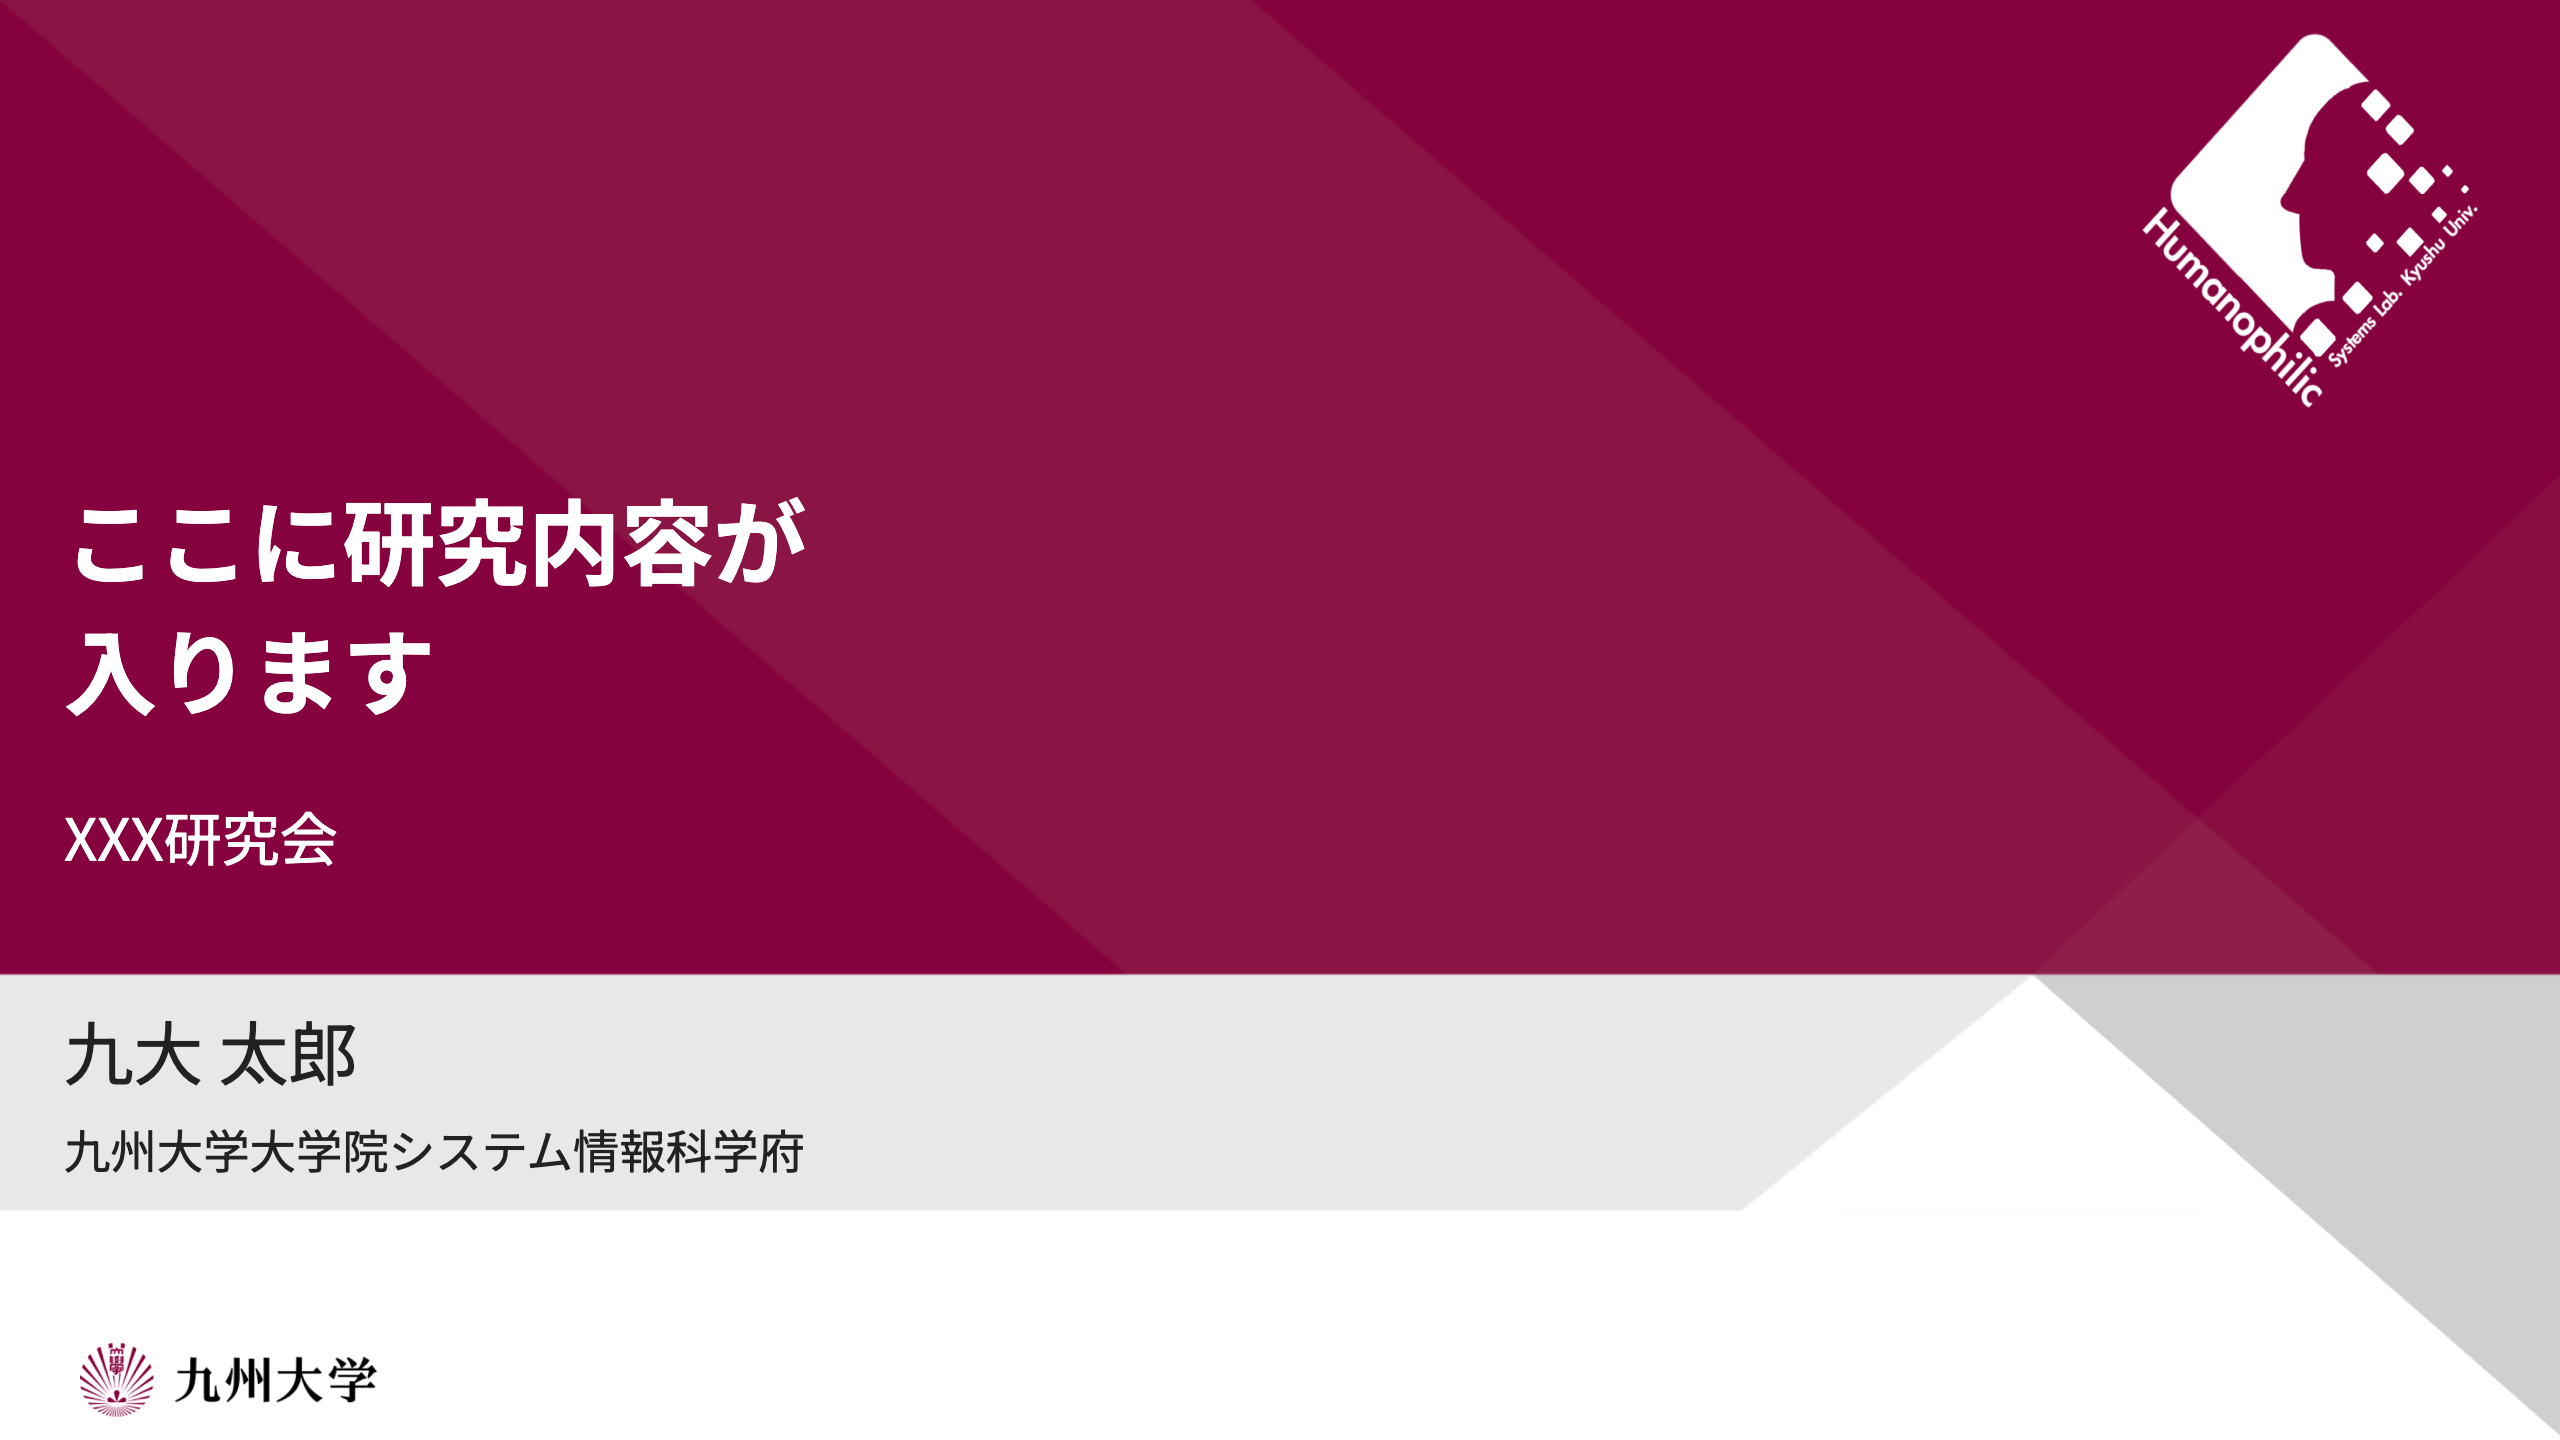 Humanophilic
Systems Lab. Kyushu Univ.
ここに研究内容が
入ります
XXX研究会
九大 太郎
九州大学大学院システム情報科学府
九州大学